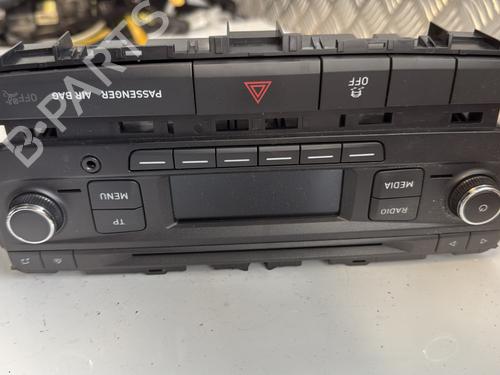 PASSENGER AIR BAG OFF
OFF
MENU
MEDIA
TP
RADIO
B-PARTS